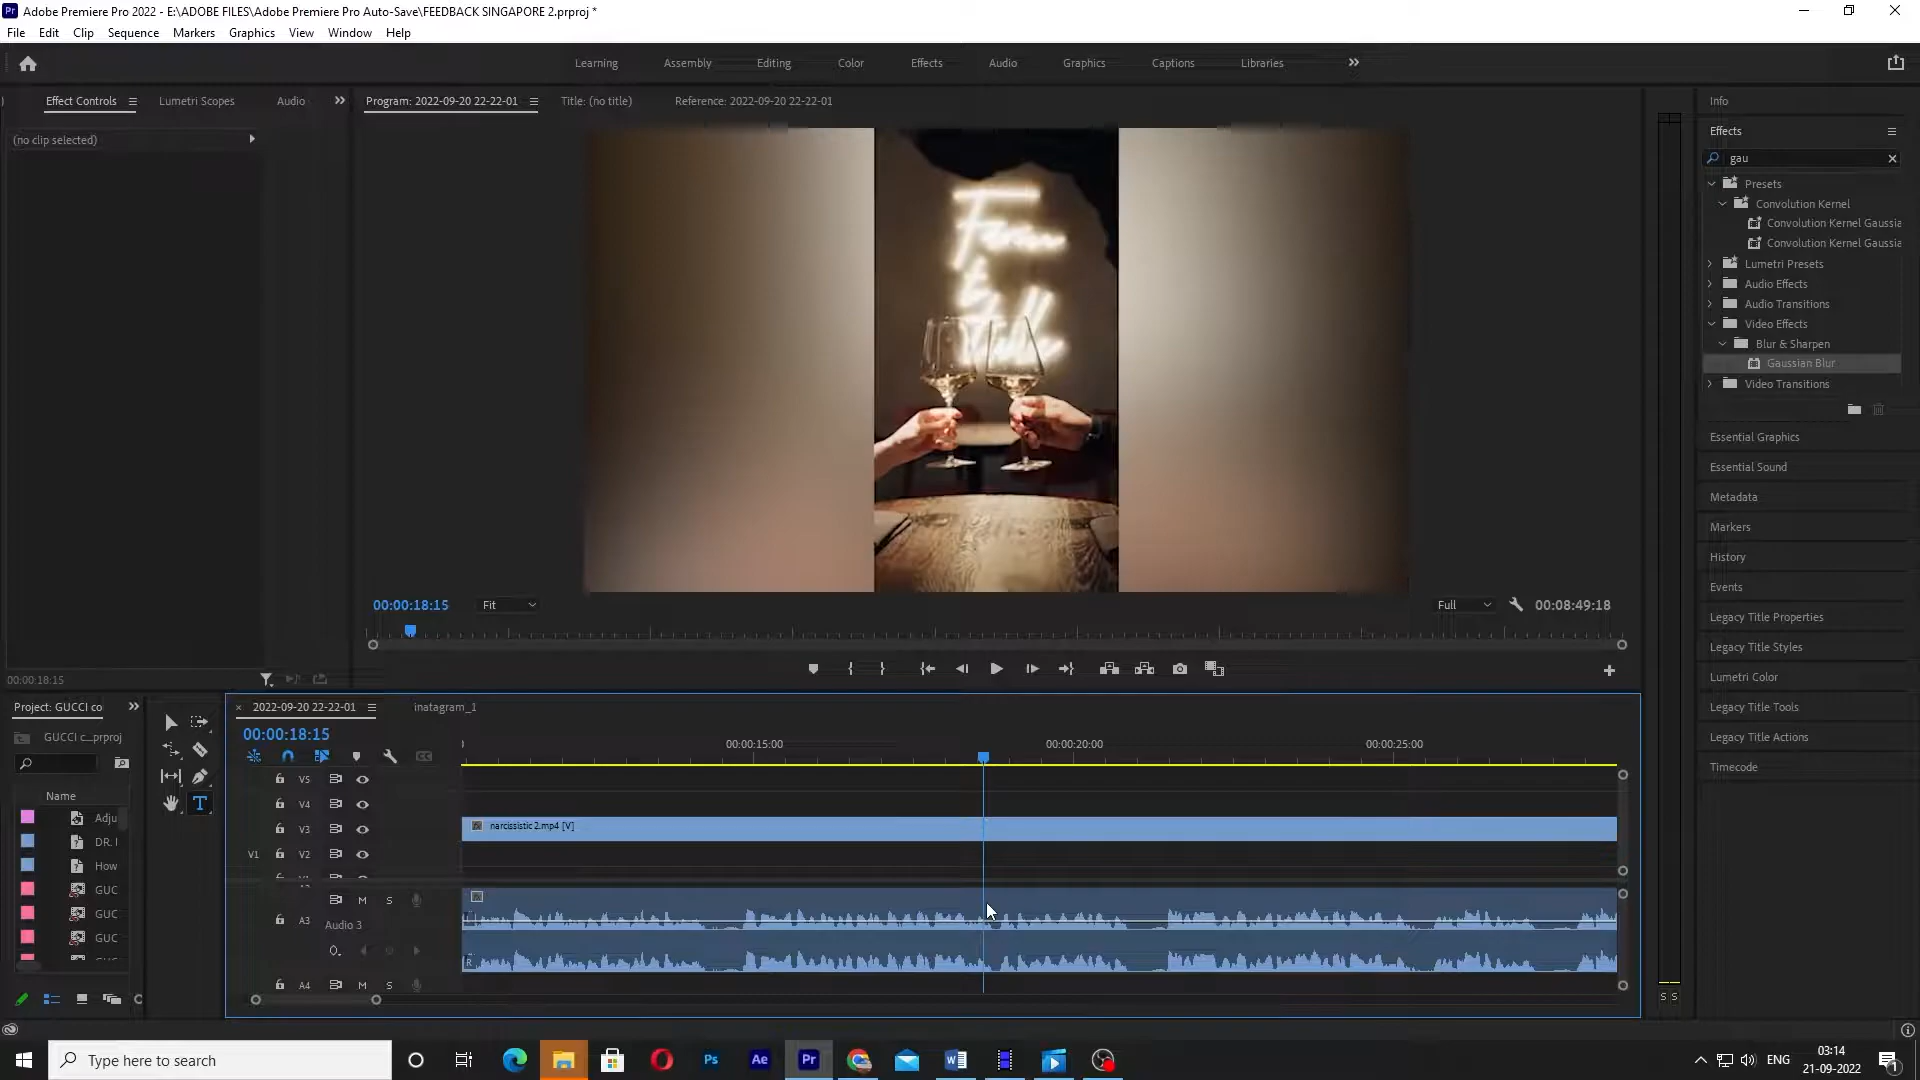 Pr Adobe Premiere Pro 2022 - E:\ADOBE FILES\Adobe Premiere Pro Auto-Save\FEEDBACK SINGAPORE 2.prproj *
File Edit Clip Sequence Markers Graphics View Window Help
Learning Assembly Editing Color Effects Audio Graphics Captions Libraries
Effect Controls Lumetri Scopes Audio
Program: 2022-09-20 22-22-01 Title: (no title) Reference: 2022-09-20 22-22-01
Info
(no clip selected)
Effects
gau
Presets
Convolution Kernel
Convolution Kernel Gaussia
Convolution Kernel Gaussia
Lumetri Presets
Audio Effects
Audio Transitions
Video Effects
Blur & Sharpen
Gaussian Blur
Video Transitions
Essential Graphics
Essential Sound
Metadata
Markers
History
Events
Legacy Title Properties
Legacy Title Styles
Lumetri Color
Legacy Title Tools
Legacy Title Actions
Timecode
00:00:18:15 Fit Full 00:08:49:18
00:00:18:15
Project: GUCCI co
GUCCI c...prproj
Name
Adju
DR. I
How
GUC
GUC
GUC
2022-09-20 22-22-01 inatagram_1
00:00:18:15
00:00:15:00 00:00:20:00 00:00:25:00
V5
V4
V3 narcissistic 2.mp4 [V]
V1 V2
M S
A3 Audio 3
L
R
A4 M S
S S
Type here to search
Ps Ae Pr
ENG
03:14
21-09-2022
1